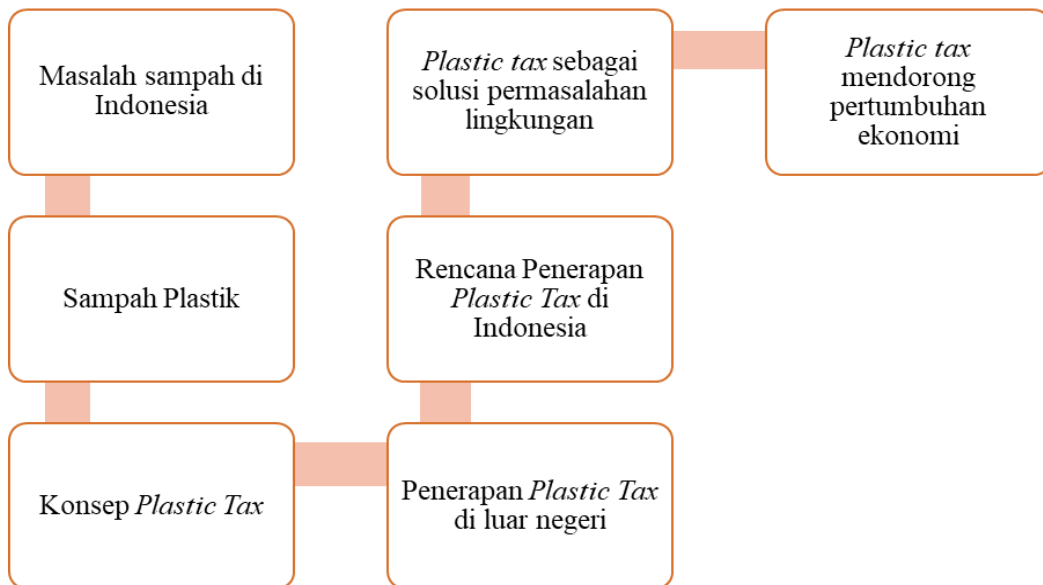 Masalah sampah di
Indonesia
Sampah Plastik
Konsep Plastic Tax
Penerapan Plastic Tax
di luar negeri
Rencana Penerapan
Plastic Tax di
Indonesia
Plastic tax sebagai
solusi permasalahan
lingkungan
Plastic tax
mendorong
pertumbuhan
ekonomi